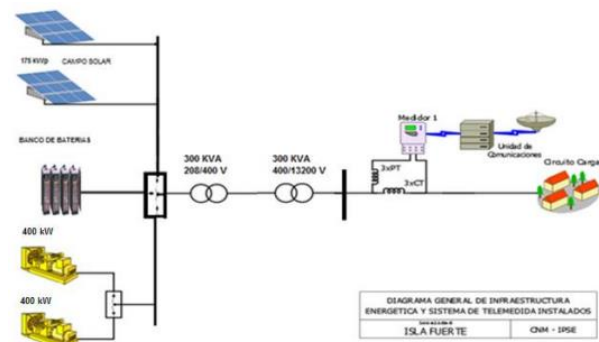 175 kWp CAMPO SOLAR
BANCO DE BATERIAS
400 kW
400 kW
300 KVA
208/400 V
300 KVA
400/13200 V
Medidor 1
3xPT
3xCT
Unidad de
Comunicaciones
Circuito Carga
DIAGRAMA GENERAL DE INFRAESTRUCTURA
ENERGETICA Y SISTEMA DE TELEMEDIDA INSTALADOS
ISLA FUERTE
CNM - IPSE